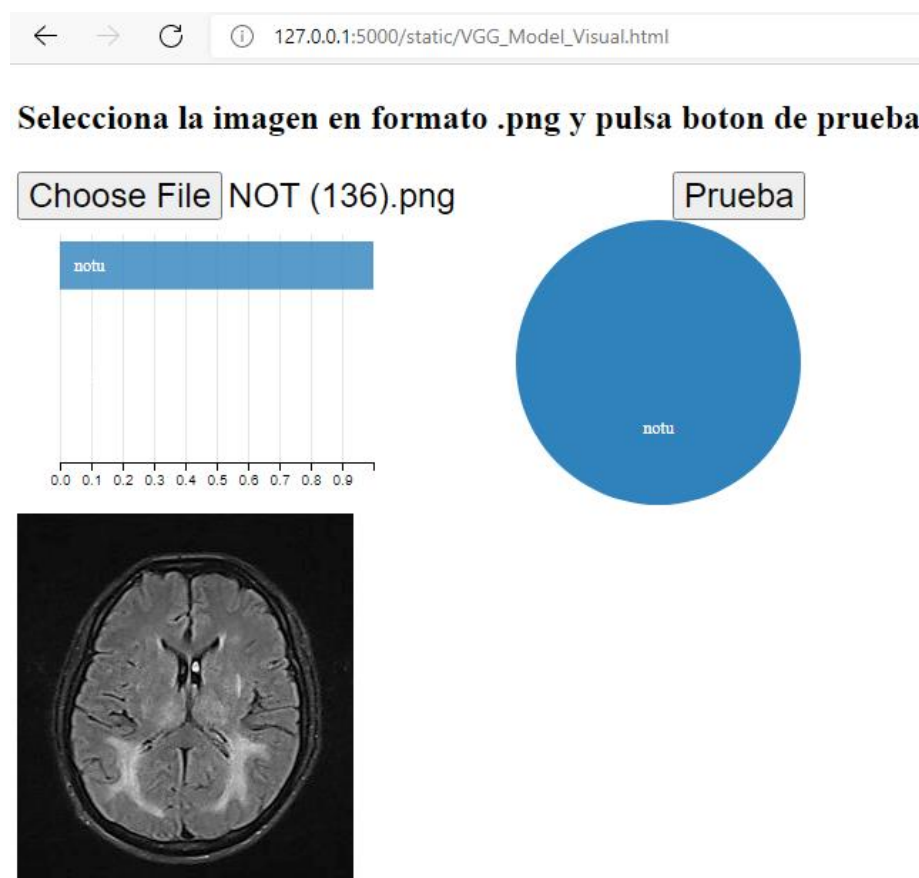 127.0.0.1:5000/static/VGG_Model_Visual.html
Selecciona la imagen en formato .png y pulsa boton de prueba
Choose File NOT (136).png Prueba
notu
0.0 0.1 0.2 0.3 0.4 0.5 0.6 0.7 0.8 0.9
notu